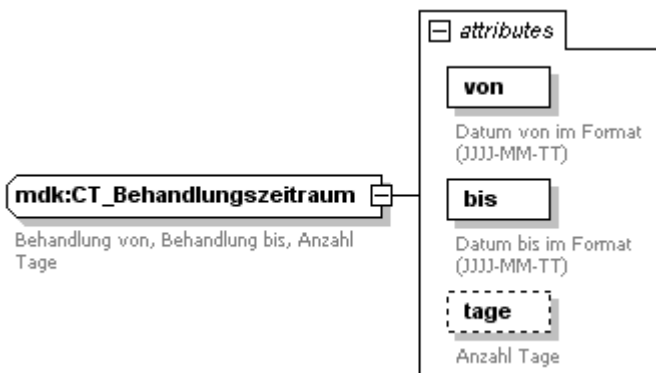 attributes
von
Datum von im Format
(JJJJ-MM-TT)
mdk:CT_Behandlungszeitraum
Behandlung von, Behandlung bis, Anzahl
Tage
bis
Datum bis im Format
(JJJJ-MM-TT)
tage
Anzahl Tage